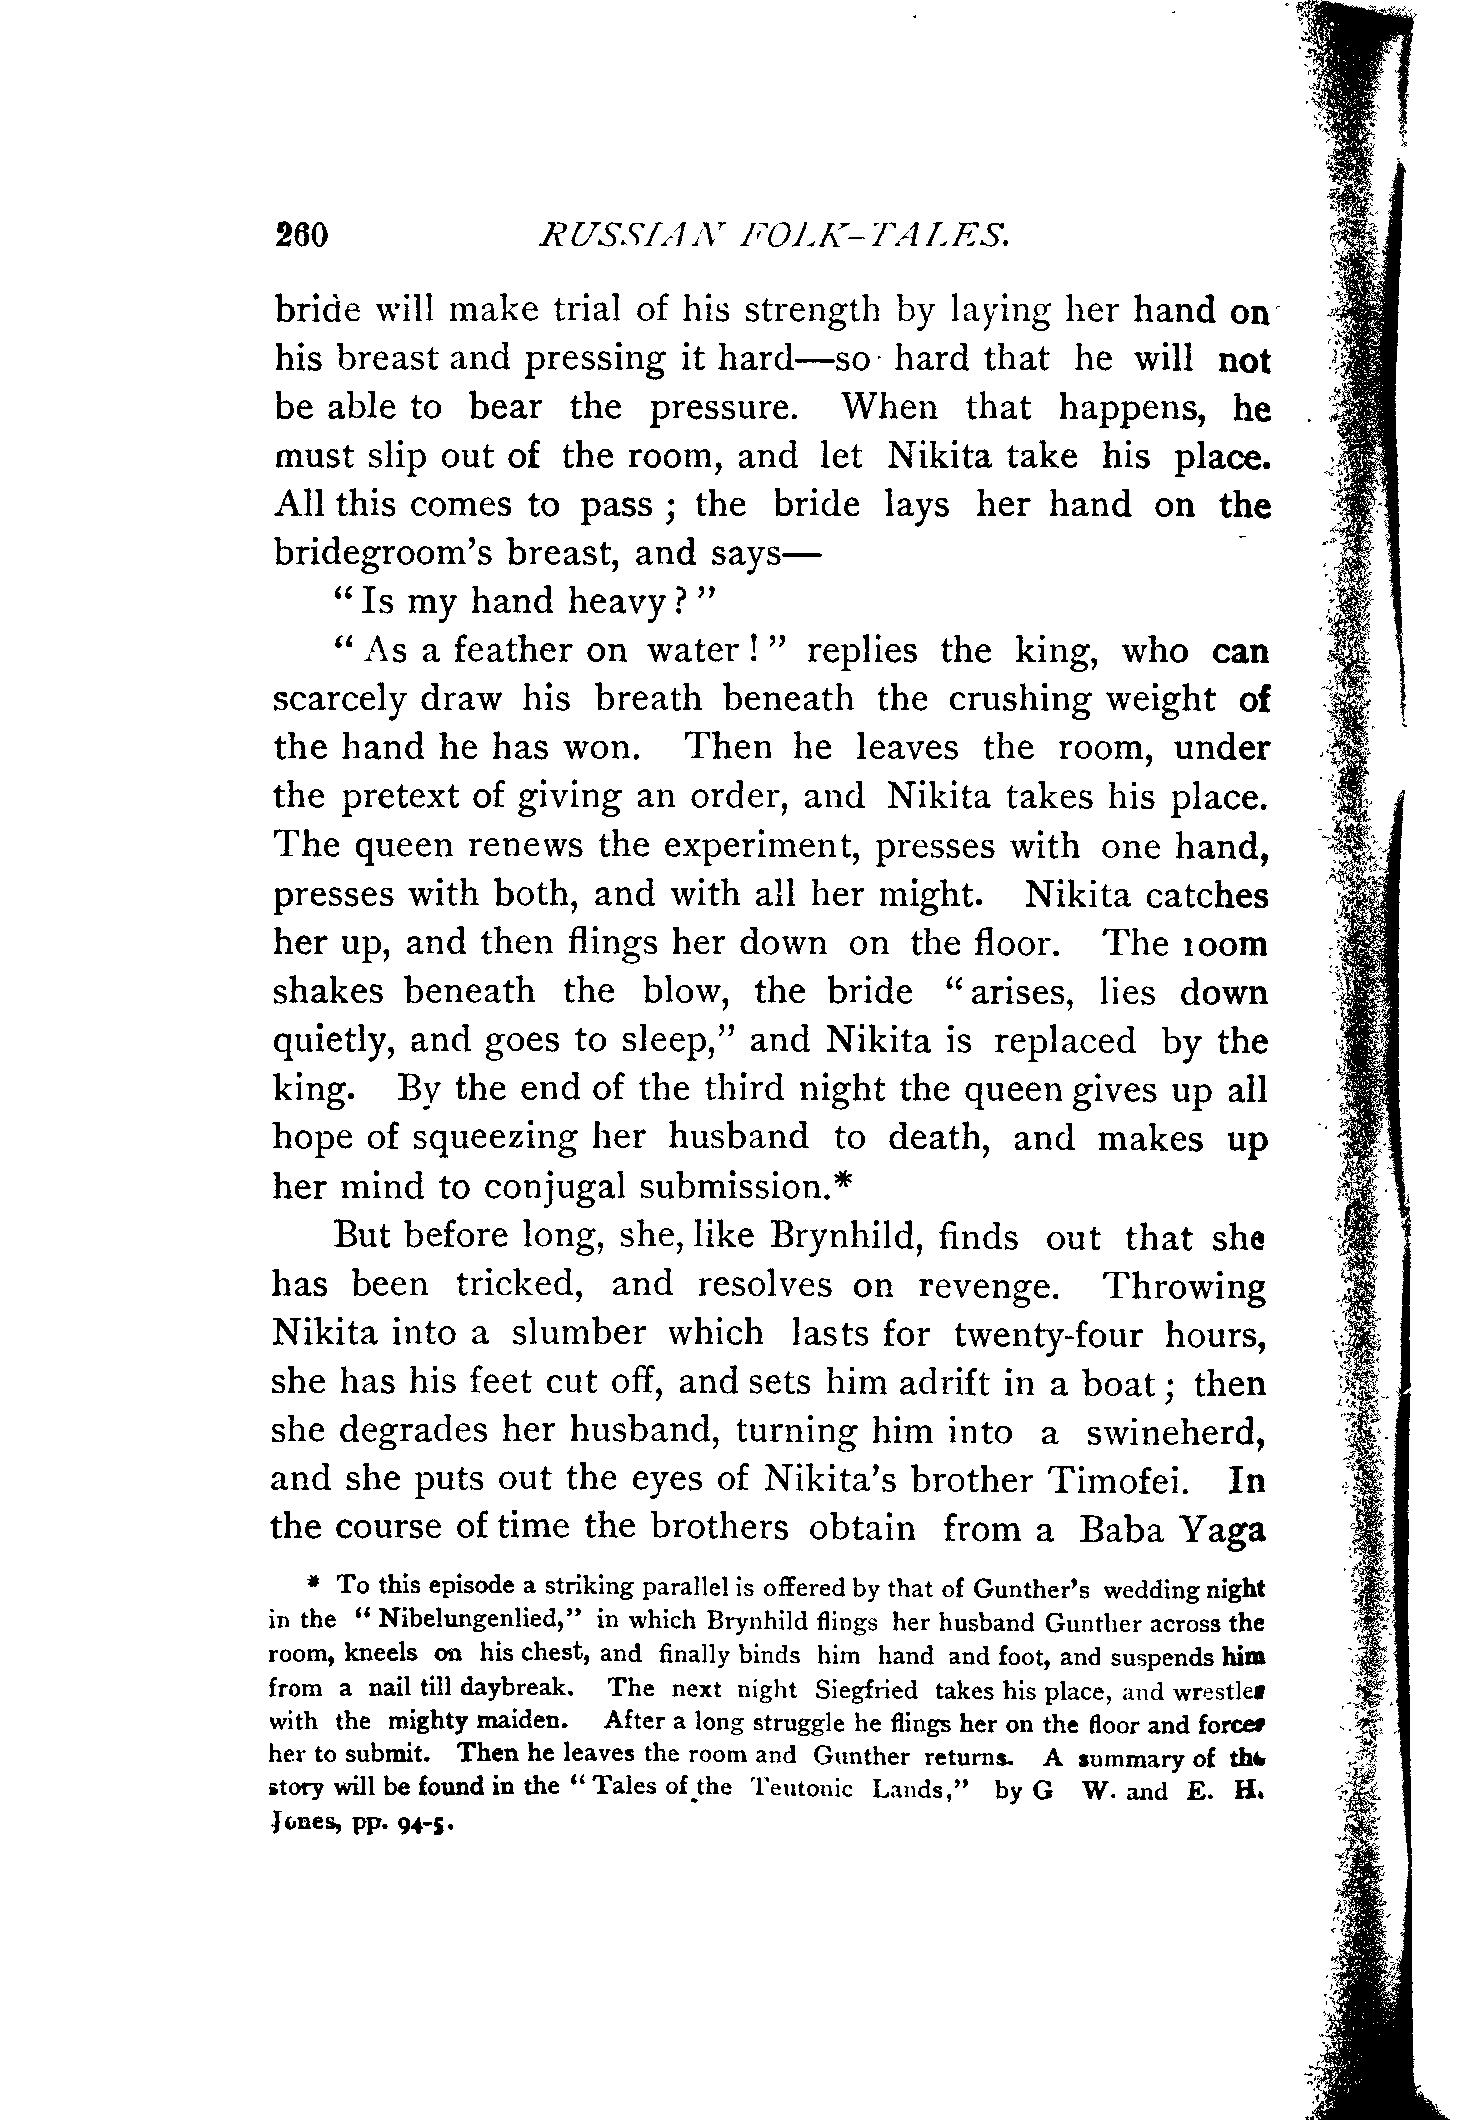 260 RUSSIAN FOLK-TALES.
bride will make trial of his strength by laying her hand on
his breast and pressing it hard—so hard that he will not
be able to bear the pressure. When that happens, he
must slip out of the room, and let Nikita take his place.
All this comes to pass ; the bride lays her hand on the
bridegroom's breast, and says—
" Is my hand heavy ? "
" As a feather on water ! " replies the king, who can
scarcely draw his breath beneath the crushing weight of
the hand he has won. Then he leaves the room, under
the pretext of giving an order, and Nikita takes his place.
The queen renews the experiment, presses with one hand,
presses with both, and with all her might. Nikita catches
her up, and then flings her down on the floor. The room
shakes beneath the blow, the bride " arises, lies down
quietly, and goes to sleep," and Nikita is replaced by the
king. By the end of the third night the queen gives up all
hope of squeezing her husband to death, and makes up
her mind to conjugal submission.*
But before long, she, like Brynhild, finds out that she
has been tricked, and resolves on revenge. Throwing
Nikita into a slumber which lasts for twenty-four hours,
she has his feet cut off, and sets him adrift in a boat ; then
she degrades her husband, turning him into a swineherd,
and she puts out the eyes of Nikita's brother Timofei. In
the course of time the brothers obtain from a Baba Yaga
* To this episode a striking parallel is offered by that of Gunther's wedding night
in the " Nibelungenlied," in which Brynhild flings her husband Gunther across the
room, kneels on his chest, and finally binds him hand and foot, and suspends him
from a nail till daybreak. The next night Siegfried takes his place, and wrestles
with the mighty maiden. After a long struggle he flings her on the floor and forces
her to submit. Then he leaves the room and Gunther returns. A summary of the
story will be found in the " Tales of the Teutonic Lands," by G W. and E. H.
Jones, pp. 94-5.